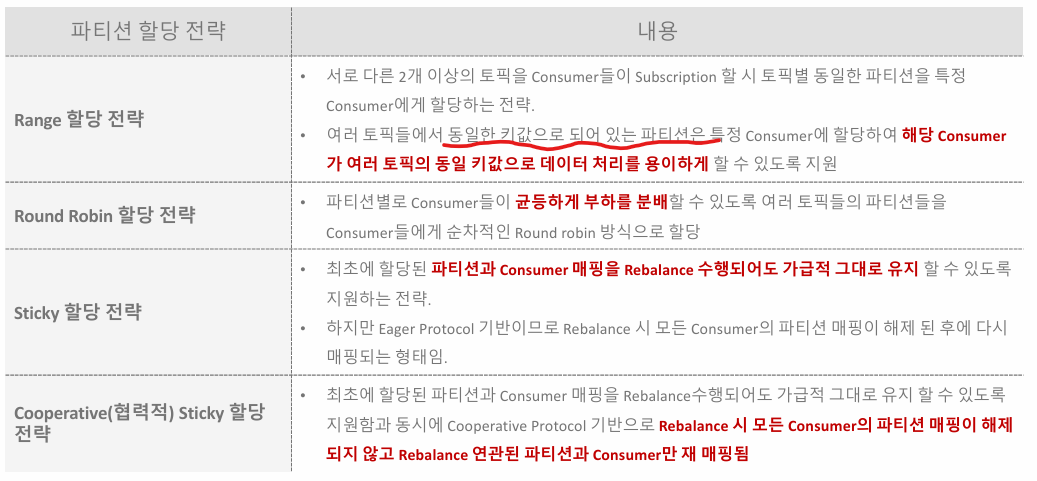 파티션 할당 전략
내용
Range 할당 전략
• 서로 다른 2개 이상의 토픽을 Consumer들이 Subscription 할 시 토픽별 동일한 파티션을 특정
Consumer에게 할당하는 전략.
• 여러 토픽들에서 동일한 키값으로 되어 있는 파티션은 특정 Consumer에 할당하여 해당 Consumer
가 여러 토픽의 동일 키값으로 데이터 처리를 용이하게 할 수 있도록 지원
Round Robin 할당 전략
• 파티션별로 Consumer들이 균등하게 부하를 분배할 수 있도록 여러 토픽들의 파티션들을
Consumer들에게 순차적인 Round robin 방식으로 할당
Sticky 할당 전략
• 최초에 할당된 파티션과 Consumer 매핑을 Rebalance 수행되어도 가급적 그대로 유지 할 수 있도록
지원하는 전략.
• 하지만 Eager Protocol 기반이므로 Rebalance 시 모든 Consumer의 파티션 매핑이 해제 된 후에 다시
매핑되는 형태임.
Cooperative(협력적) Sticky 할당
전략
• 최초에 할당된 파티션과 Consumer 매핑을 Rebalance수행되어도 가급적 그대로 유지 할 수 있도록
지원함과 동시에 Cooperative Protocol 기반으로 Rebalance 시 모든 Consumer의 파티션 매핑이 해제
되지 않고 Rebalance 연관된 파티션과 Consumer만 재 매핑됨